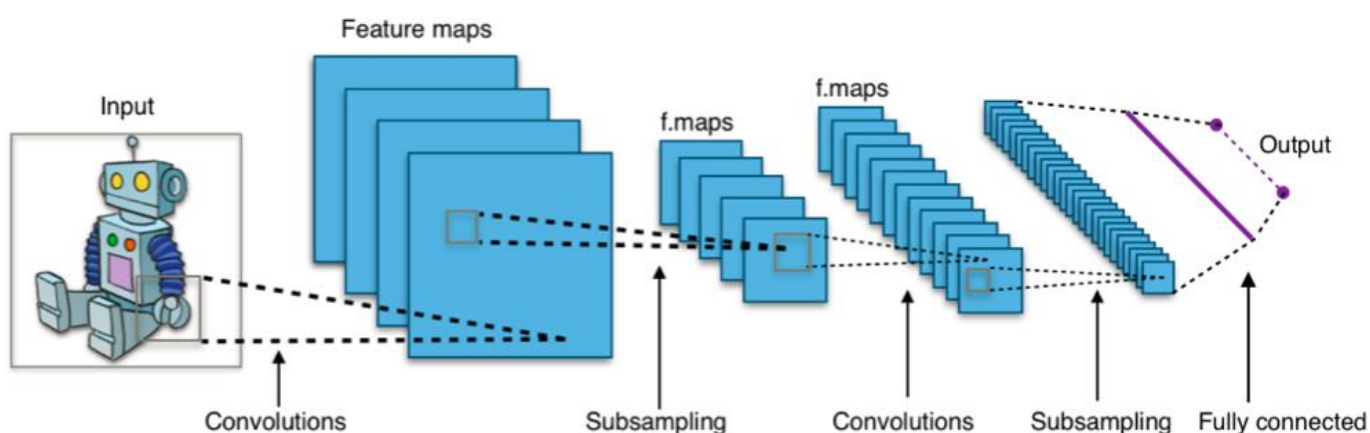 Feature maps
Input
f.maps
f.maps
Output
Convolutions
Subsampling
Convolutions
Subsampling
Fully connected